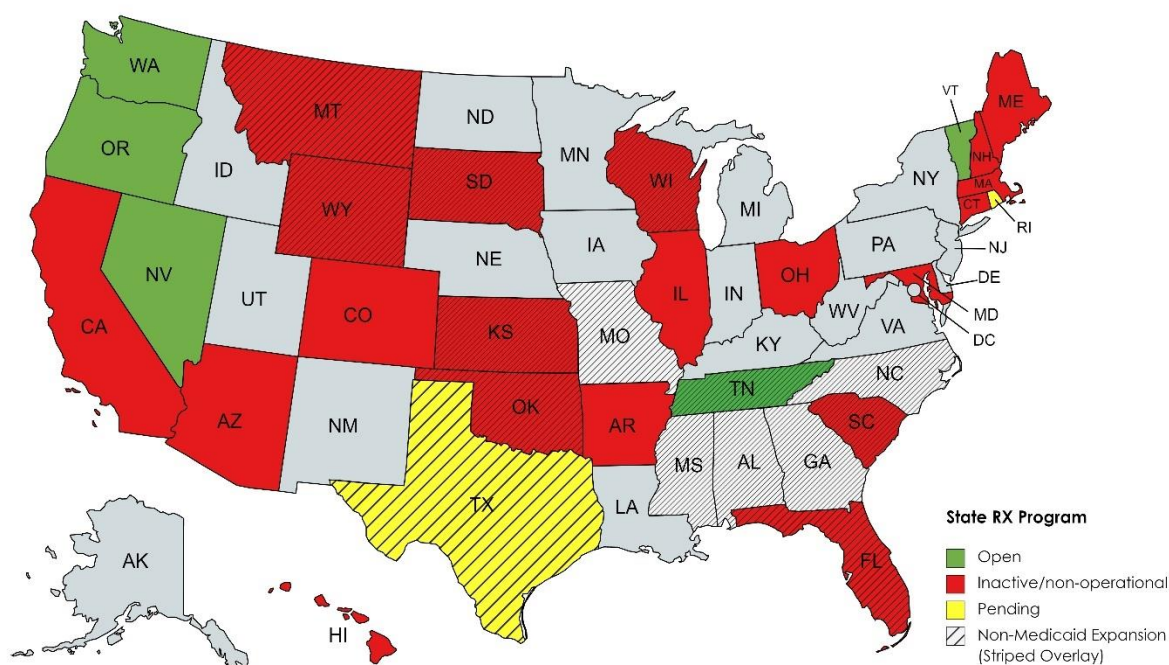 WA
OR
CA
NV
ID
MT
WY
UT
AZ
CO
NM
ND
SD
NE
KS
OK
TX
MN
IA
MO
AR
LA
WI
IL
MI
IN
OH
KY
TN
MS
AL
GA
FL
SC
NC
VA
WV
PA
NY
VT
NH
ME
MA
CT
RI
NJ
DE
MD
DC
AK
HI
State RX Program
Open
Inactive/non-operational
Pending
Non-Medicaid Expansion
(Striped Overlay)